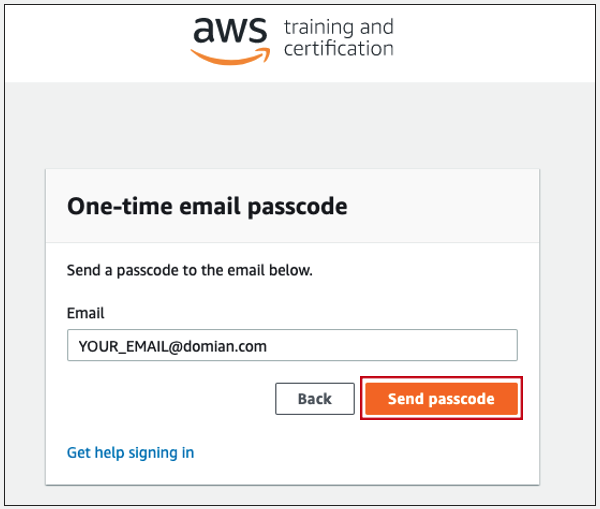 aws training and
certification
One-time email passcode
Send a passcode to the email below.
Email
YOUR_EMAIL@domian.com
Back Send passcode
Get help signing in